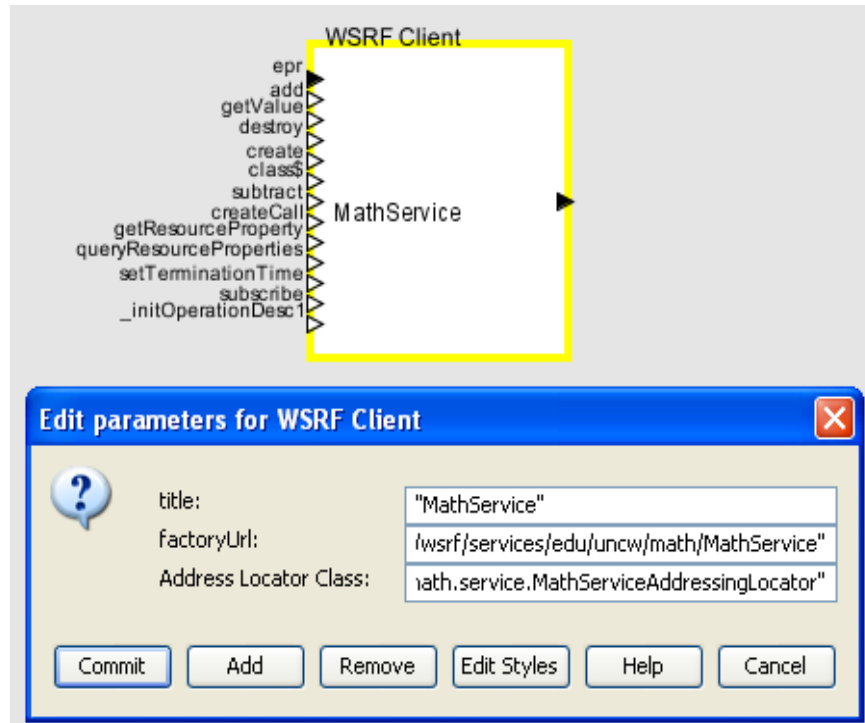 WSRF Client
epr
add
getValue
destroy
create
class$
subtract
createCall
getResourceProperty
queryResourceProperties
setTerminationTime
subscribe
_initOperationDesc1
MathService
Edit parameters for WSRF Client
title: "MathService"
factoryUrl: /wsrf/services/edu/uncw/math/MathService"
Address Locator Class: math.service.MathServiceAddressingLocator"
Commit Add Remove Edit Styles Help Cancel